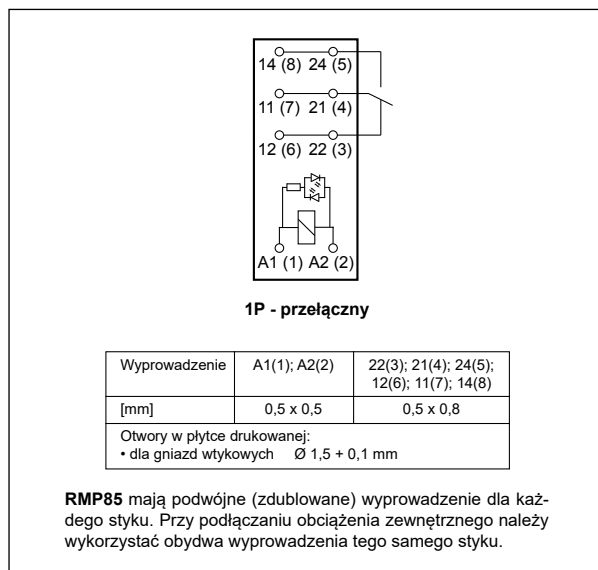 14 (8) 24 (5)
11 (7) 21 (4)
12 (6) 22 (3)
A1 (1) A2 (2)
1P - przełączny
Wyprowadzenie A1(1); A2(2) 22(3); 21(4); 24(5);
12(6); 11(7); 14(8)
[mm] 0,5 x 0,5 0,5 x 0,8
Otwory w płytce drukowanej:
• dla gniazd wtykowych Ø 1,5 + 0,1 mm
RMP85 mają podwójne (zdublowane) wyprowadzenie dla każ-
dego styku. Przy podłączaniu obciążenia zewnętrznego należy
wykorzystać obydwa wyprowadzenia tego samego styku.